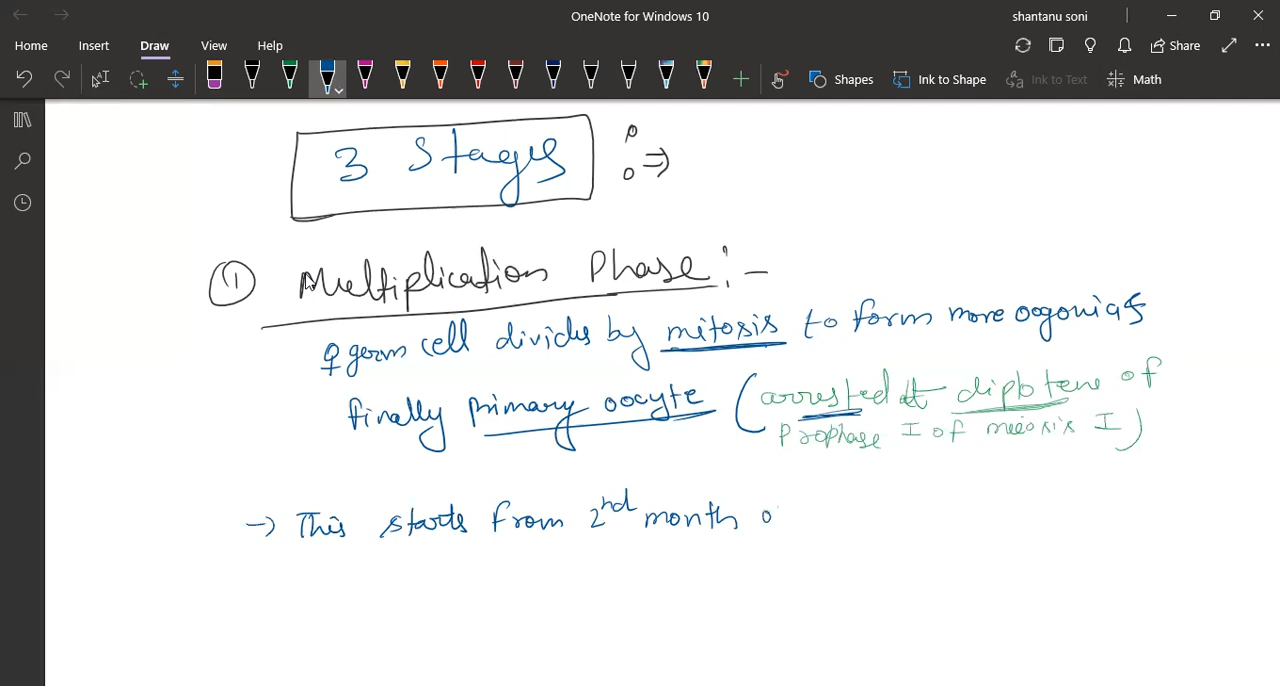 OneNote for Windows 10
shantanu soni
Home Insert Draw View Help
Share
Shapes Ink to Shape Ink to Text Math
3 Stages
P
O ⇒
① Multiplication Phase :-
♀ germ cell divides by mitosis to form more oogonia &
finally primary oocyte (arrested at diplotene of
Prophase I of meiosis I)
→ This starts from 2nd month o